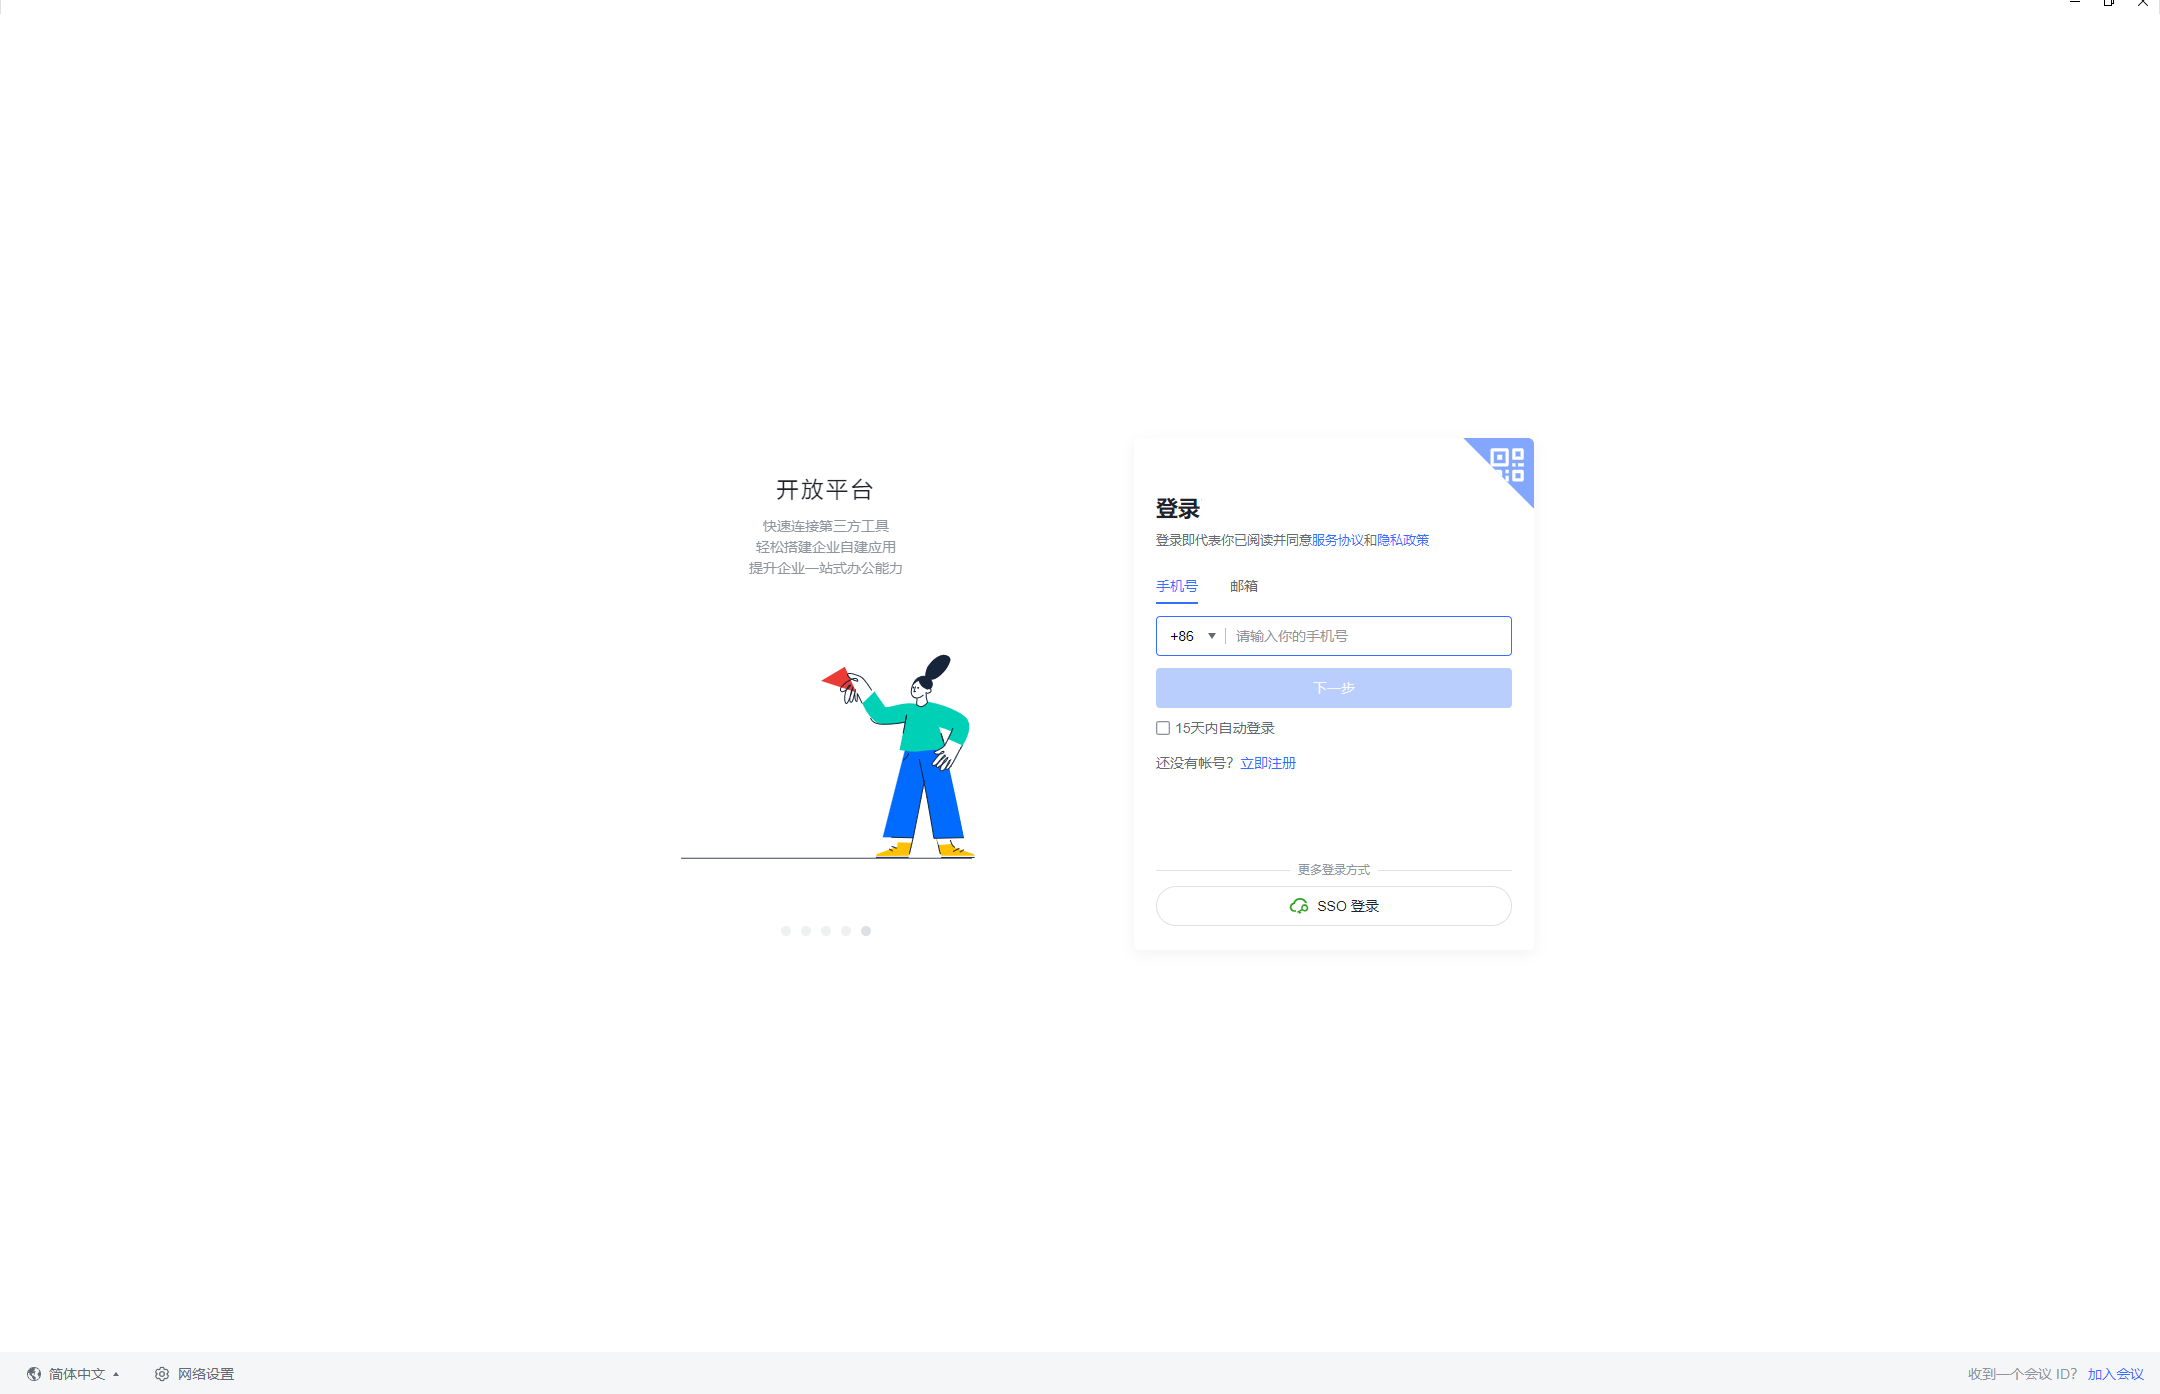 开放平台
快速连接第三方工具
轻松搭建企业自建应用
提升企业一站式办公能力
登录
登录即代表你已阅读并同意服务协议和隐私政策
手机号 邮箱
+86 请输入你的手机号
下一步
15天内自动登录
还没有帐号？立即注册
更多登录方式
SSO 登录
简体中文 网络设置
收到一个会议 ID？ 加入会议